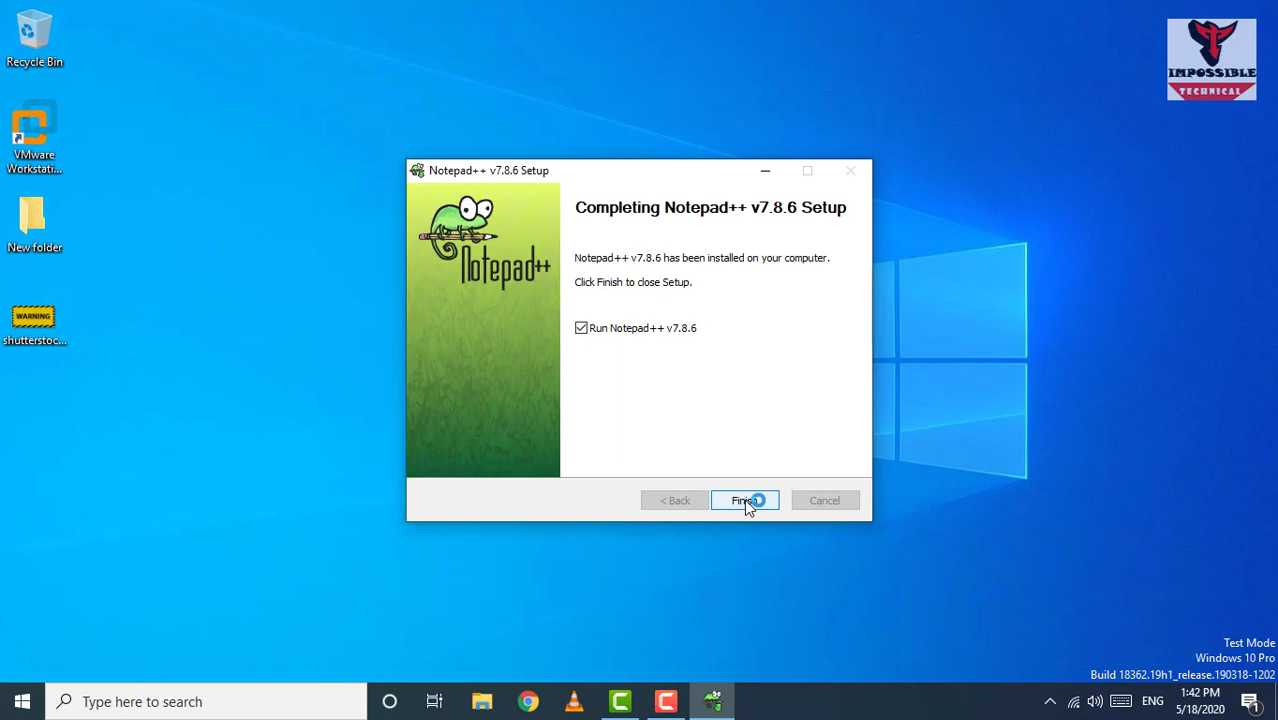 Recycle Bin
VMware
Workstati...
New folder
WARNING
shutterstoc...
IMPOSSIBLE
TECHNICAL
Notepad++ v7.8.6 Setup
Notepad++
Completing Notepad++ v7.8.6 Setup
Notepad++ v7.8.6 has been installed on your computer.
Click Finish to close Setup.
Run Notepad++ v7.8.6
< Back
Finish
Cancel
Test Mode
Windows 10 Pro
Build 18362.19h1_release.190318-1202
Type here to search
ENG
1:42 PM
5/18/2020
1